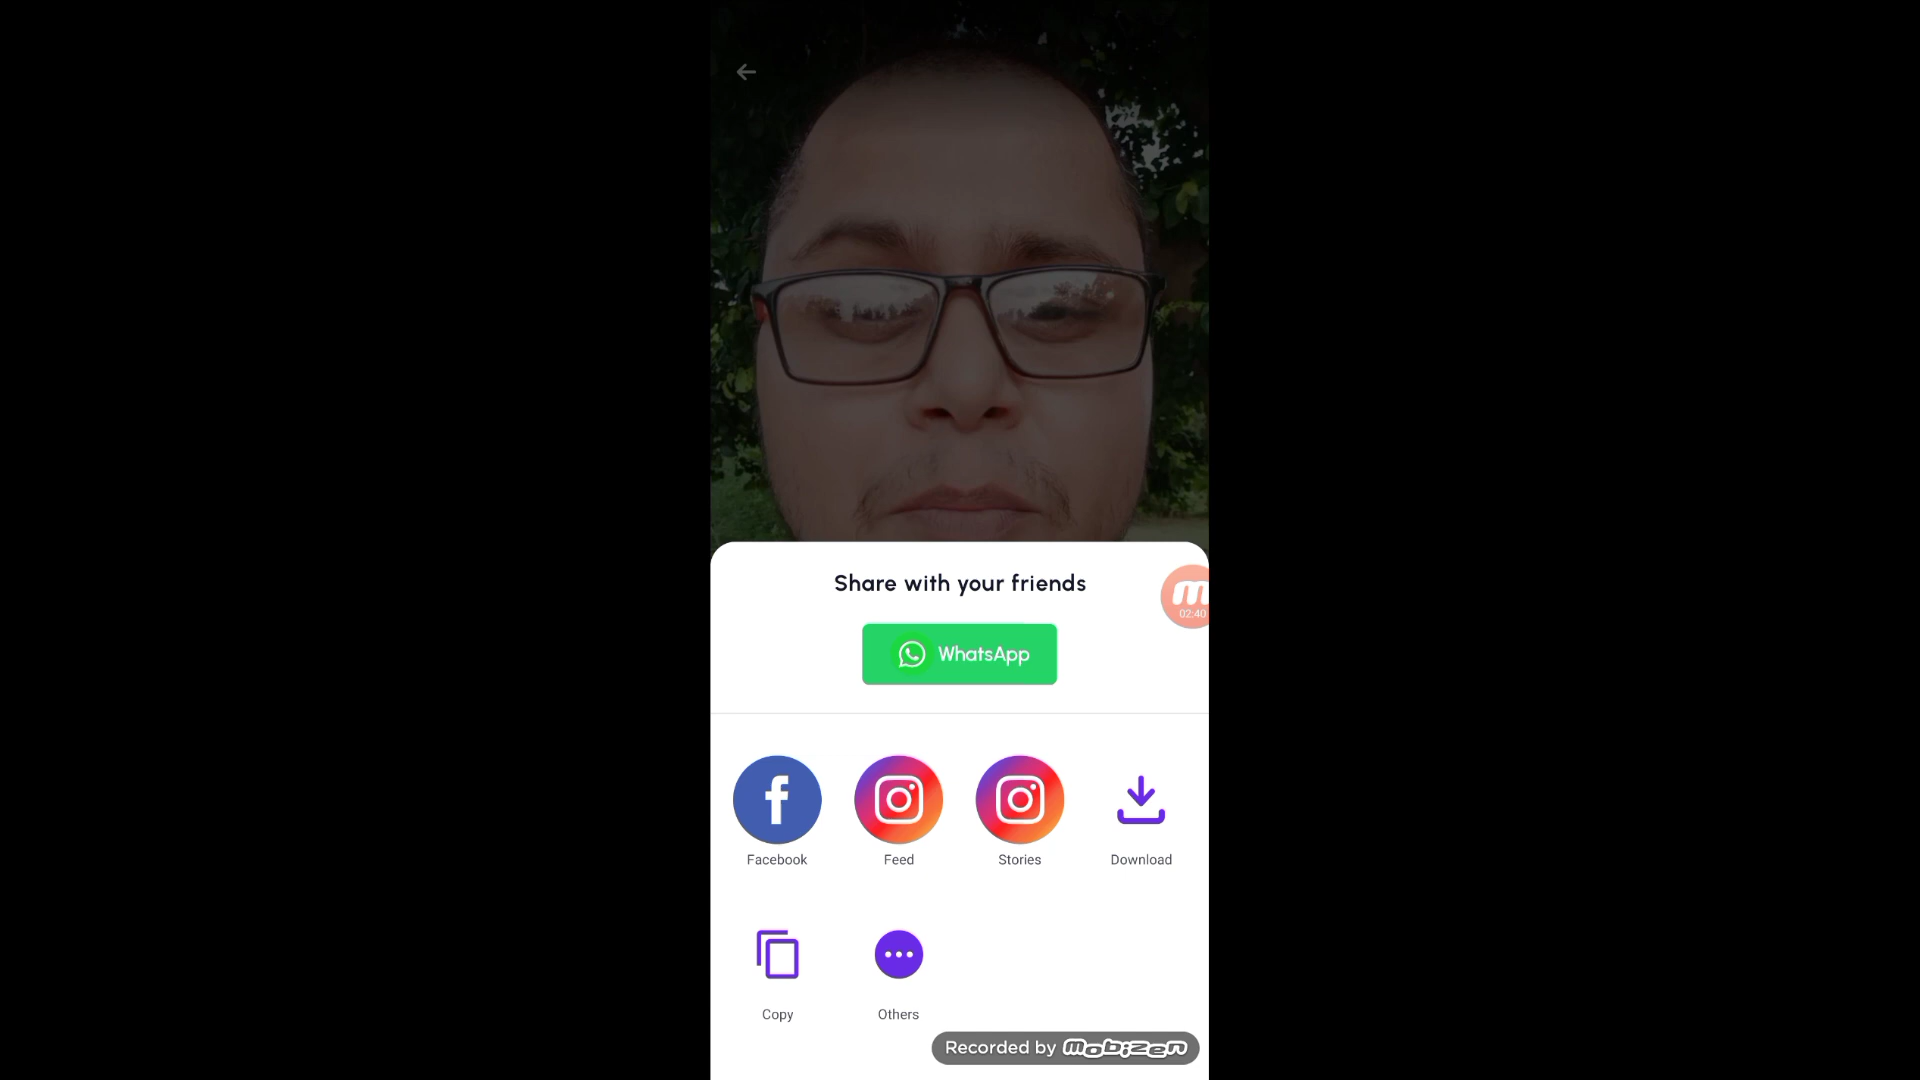 Share with your friends
02:40
WhatsApp
Facebook
Feed
Stories
Download
Copy
Others
Recorded by mobizen